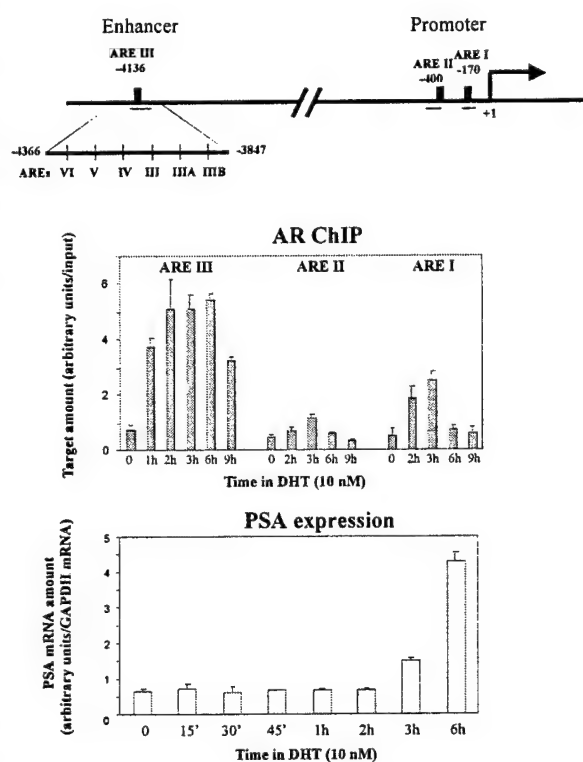 Enhancer
Promoter
ARE III
-4136
ARE II
-400
ARE I
-170
+1
-4366
-3847
AREs VI V IV III IIIA IIIB
AR ChIP
ARE III ARE II ARE I
Target amount (arbitrary units/input)
6
4
2
0
0 1h 2h 3h 6h 9h 0 2h 3h 6h 9h 0 2h 3h 6h 9h
Time in DHT (10 nM)
PSA expression
PSA mRNA amount
(arbitrary units/GAPDH mRNA)
5
4
3
2
1
0
0 15' 30' 45' 1h 2h 3h 6h
Time in DHT (10 nM)